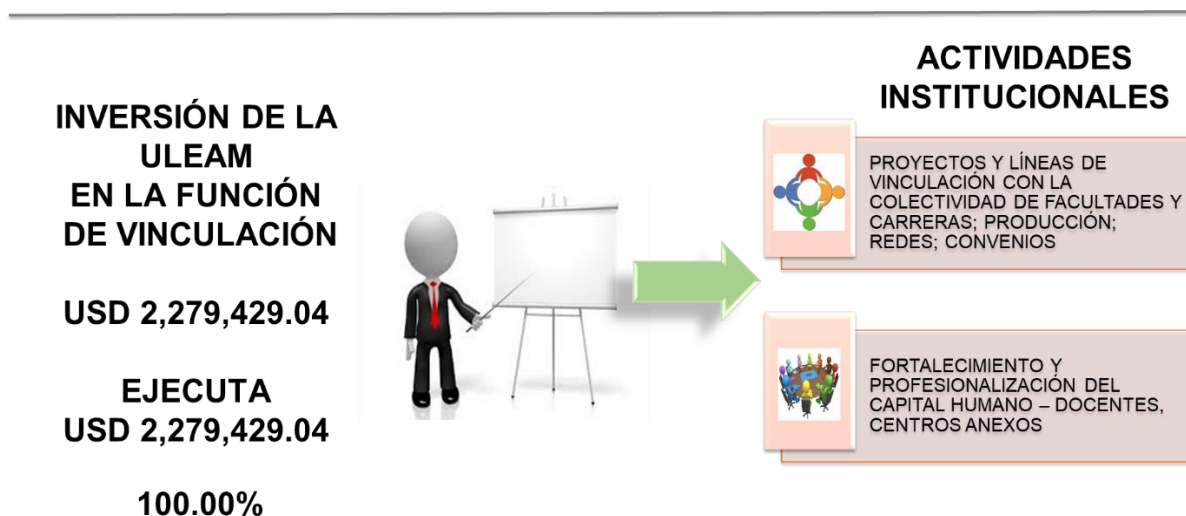 INVERSIÓN DE LA
ULEAM
EN LA FUNCIÓN
DE VINCULACIÓN
USD 2,279,429.04
EJECUTA
USD 2,279,429.04
100.00%
ACTIVIDADES
INSTITUCIONALES
PROYECTOS Y LÍNEAS DE
VINCULACIÓN CON LA
COLECTIVIDAD DE FACULTADES Y
CARRERAS; PRODUCCIÓN;
REDES; CONVENIOS
FORTALECIMIENTO Y
PROFESIONALIZACIÓN DEL
CAPITAL HUMANO – DOCENTES,
CENTROS ANEXOS